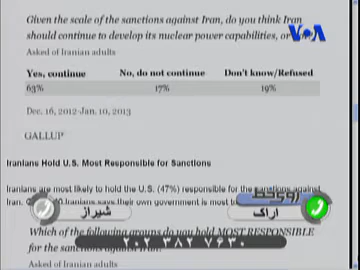 Given the scale of the sanctions against Iran, do you think Iran
should continue to develop its nuclear power capabilities, or
VOA
Asked of Iranian adults
Yes, continue No, do not continue Don't know/Refused
63% 17% 19%
Dec. 16, 2012-Jan. 10, 2013
GALLUP
Iranians Hold U.S. Most Responsible for Sanctions
Iranians are most likely to hold the U.S. (47%) responsible for the sanctions against
Iran. Iranians says their own government is most to
روی خط
شیراز
اراک
Which of the following groups do you hold MOST RESPONSIBLE
۲۰۲ ۳۸۲ ۷۶۳۰
for the sanctions against
Asked of Iranian adults